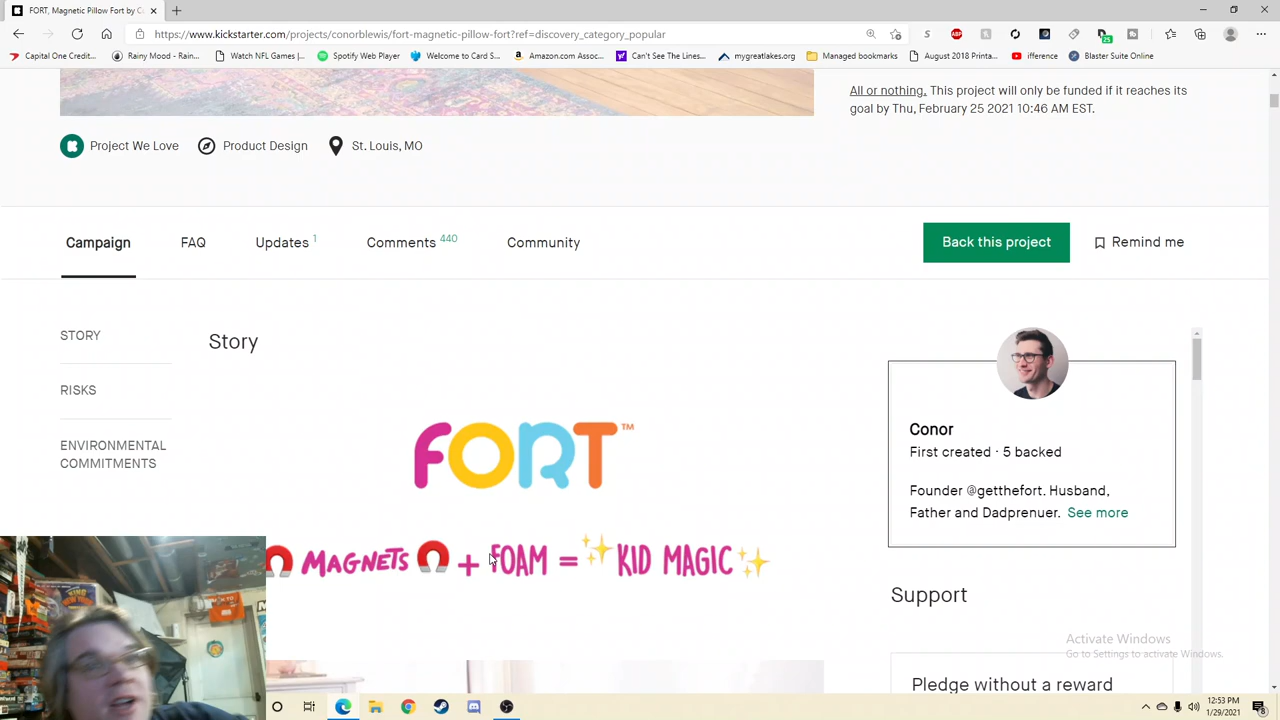 FORT, Magnetic Pillow Fort by C
https://www.kickstarter.com/projects/conorblewis/fort-magnetic-pillow-fort?ref=discovery_category_popular
Capital One Credit...
Rainy Mood - Rain...
Watch NFL Games |...
Spotify Web Player
Welcome to Card S...
Amazon.com Assoc...
Can't See The Lines...
mygreatlakes.org
Managed bookmarks
August 2018 Printa...
ifference
Blaster Suite Online
All or nothing. This project will only be funded if it reaches its
goal by Thu, February 25 2021 10:46 AM EST.
Project We Love
Product Design
St. Louis, MO
Campaign
FAQ
Updates 1
Comments 440
Community
Back this project
Remind me
STORY
RISKS
ENVIRONMENTAL
COMMITMENTS
Story
FORT™
MAGNETS + FOAM = KID MAGIC
Conor
First created · 5 backed
Founder @getthefort. Husband,
Father and Dadprenuer. See more
Support
Pledge without a reward
Activate Windows
Go to Settings to activate Windows.
12:53 PM
1/29/2021